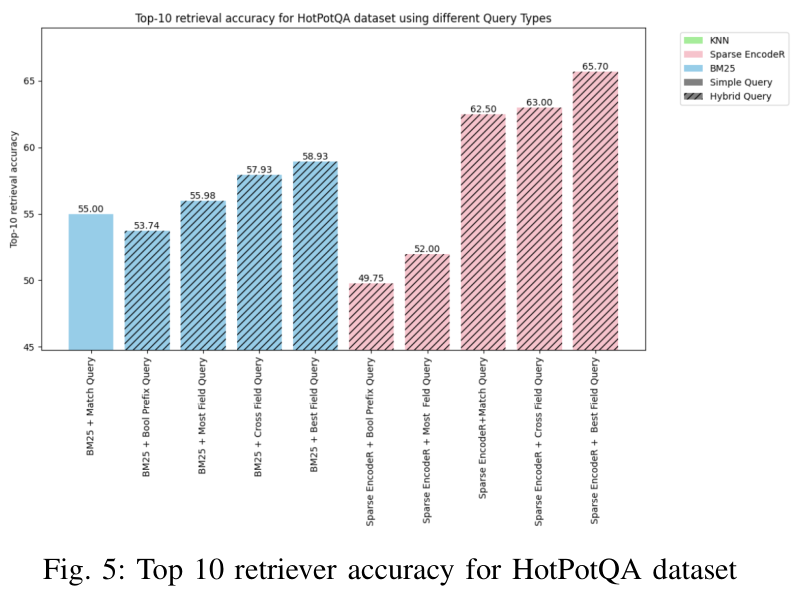 Top-10 retrieval accuracy for HotPotQA dataset using different Query Types
KNN
Sparse EncodeR
BM25
Simple Query
Hybrid Query
Top-10 retrieval accuracy
65
60
55
50
45
55.00
53.74
55.98
57.93
58.93
49.75
52.00
62.50
63.00
65.70
BM25 + Match Query
BM25 + Bool Prefix Query
BM25 + Most Field Query
BM25 + Cross Field Query
BM25 + Best Field Query
Sparse EncodeR + Bool Prefix Query
Sparse EncodeR + Most Feld Query
Sparse EncodeR+Match Query
Sparse EncodeR + Cross Field Query
Sparse EncodeR + Best Field Query
Fig. 5: Top 10 retriever accuracy for HotPotQA dataset